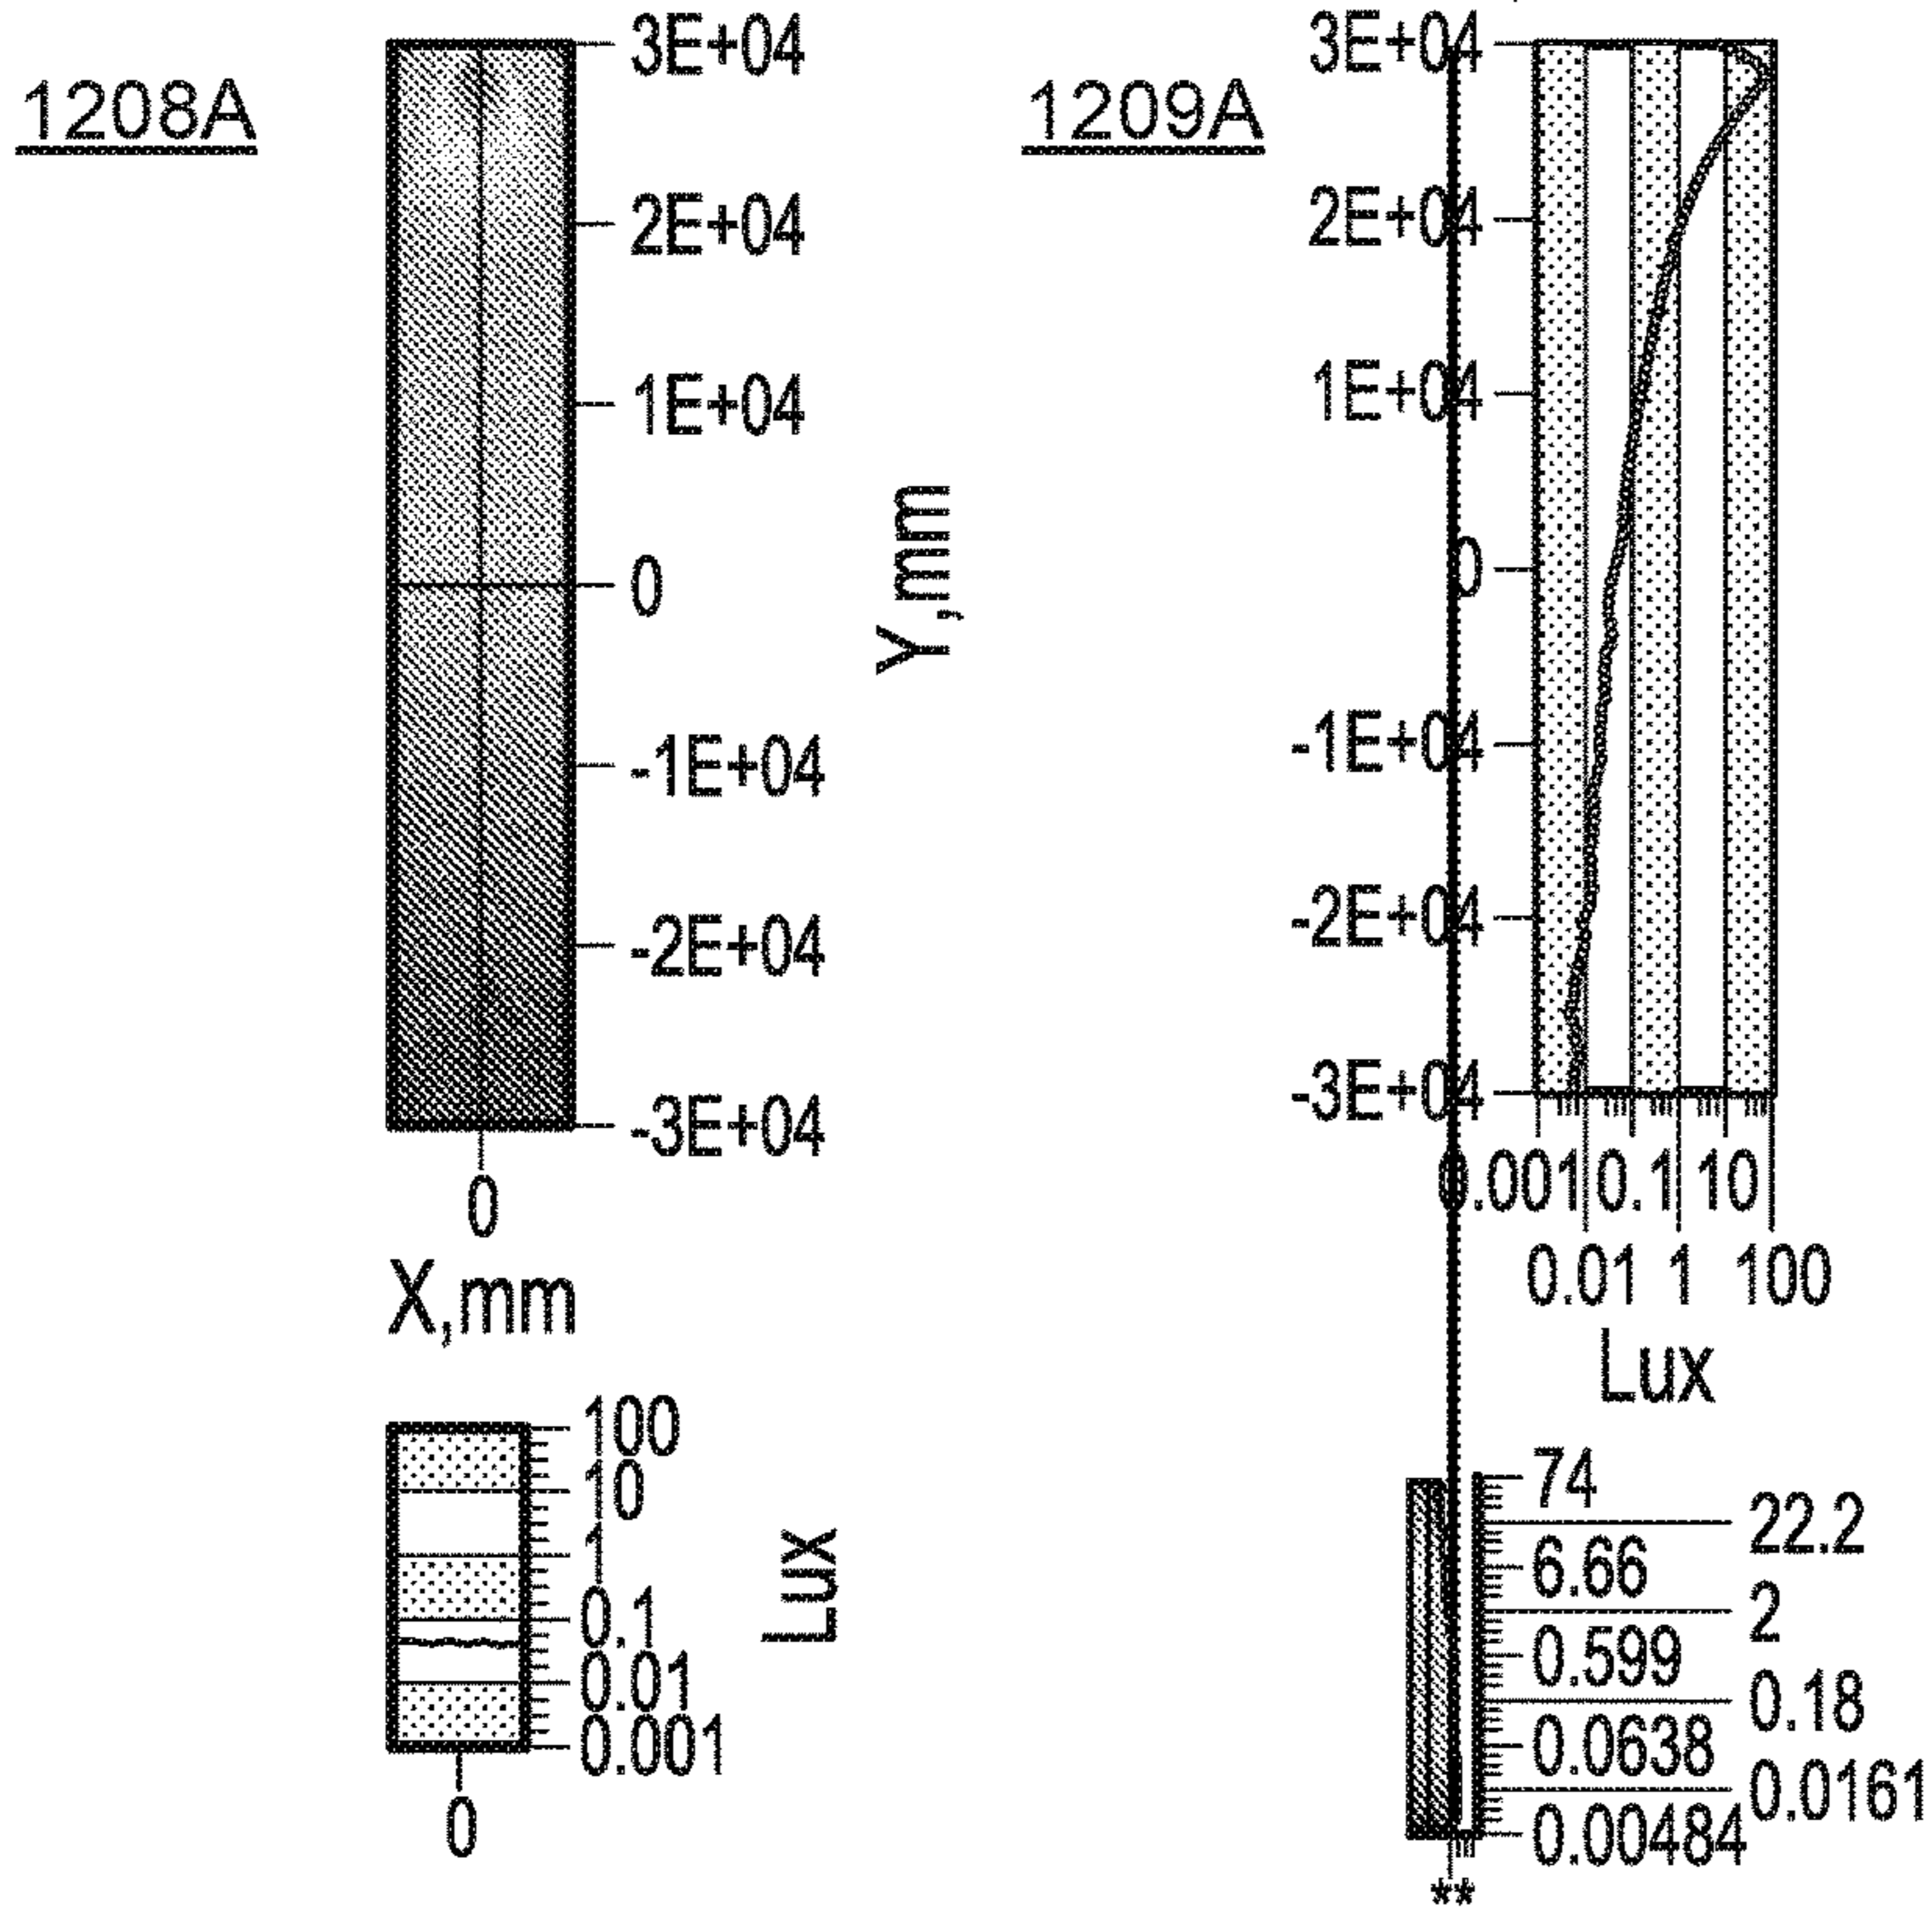 1208A
3E+04
2E+04
1E+04
0
-1E+04
-2E+04
-3E+04
0
X,mm
Y,mm
100
10
1
0.1
0.01
0.001
0
Lux
1209A
3E+04
2E+04
1E+04
0
-1E+04
-2E+04
-3E+04
0.001 0.1 10
0.01 1 100
Lux
74
22.2
6.66
2
0.599
0.18
0.0638
0.0161
0.00484
**